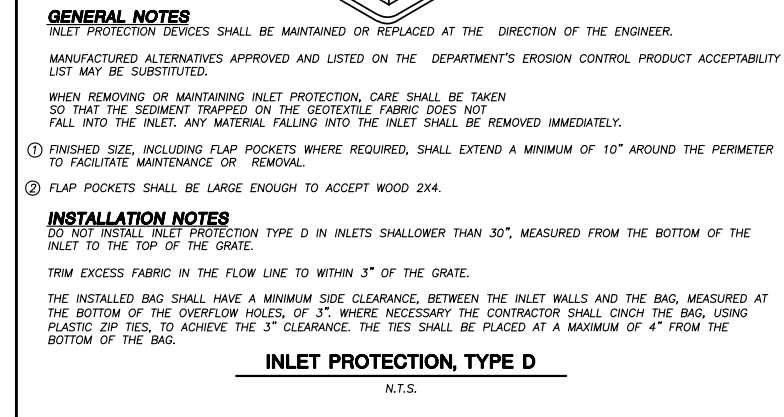 GENERAL NOTES
INLET PROTECTION DEVICES SHALL BE MAINTAINED OR REPLACED AT THE DIRECTION OF THE ENGINEER.
MANUFACTURED ALTERNATIVES APPROVED AND LISTED ON THE DEPARTMENT'S EROSION CONTROL PRODUCT ACCEPTABILITY
LIST MAY BE SUBSTITUTED.
WHEN REMOVING OR MAINTAINING INLET PROTECTION, CARE SHALL BE TAKEN
SO THAT THE SEDIMENT TRAPPED ON THE GEOTEXTILE FABRIC DOES NOT
FALL INTO THE INLET. ANY MATERIAL FALLING INTO THE INLET SHALL BE REMOVED IMMEDIATELY.
① FINISHED SIZE, INCLUDING FLAP POCKETS WHERE REQUIRED, SHALL EXTEND A MINIMUM OF 10" AROUND THE PERIMETER
TO FACILITATE MAINTENANCE OR REMOVAL.
② FLAP POCKETS SHALL BE LARGE ENOUGH TO ACCEPT WOOD 2X4.
INSTALLATION NOTES
DO NOT INSTALL INLET PROTECTION TYPE D IN INLETS SHALLOWER THAN 30", MEASURED FROM THE BOTTOM OF THE
INLET TO THE TOP OF THE GRATE.
TRIM EXCESS FABRIC IN THE FLOW LINE TO WITHIN 3" OF THE GRATE.
THE INSTALLED BAG SHALL HAVE A MINIMUM SIDE CLEARANCE, BETWEEN THE INLET WALLS AND THE BAG, MEASURED AT
THE BOTTOM OF THE OVERFLOW HOLES, OF 3". WHERE NECESSARY THE CONTRACTOR SHALL CINCH THE BAG, USING
PLASTIC ZIP TIES, TO ACHIEVE THE 3" CLEARANCE. THE TIES SHALL BE PLACED AT A MAXIMUM OF 4" FROM THE
BOTTOM OF THE BAG.
INLET PROTECTION, TYPE D
N.T.S.